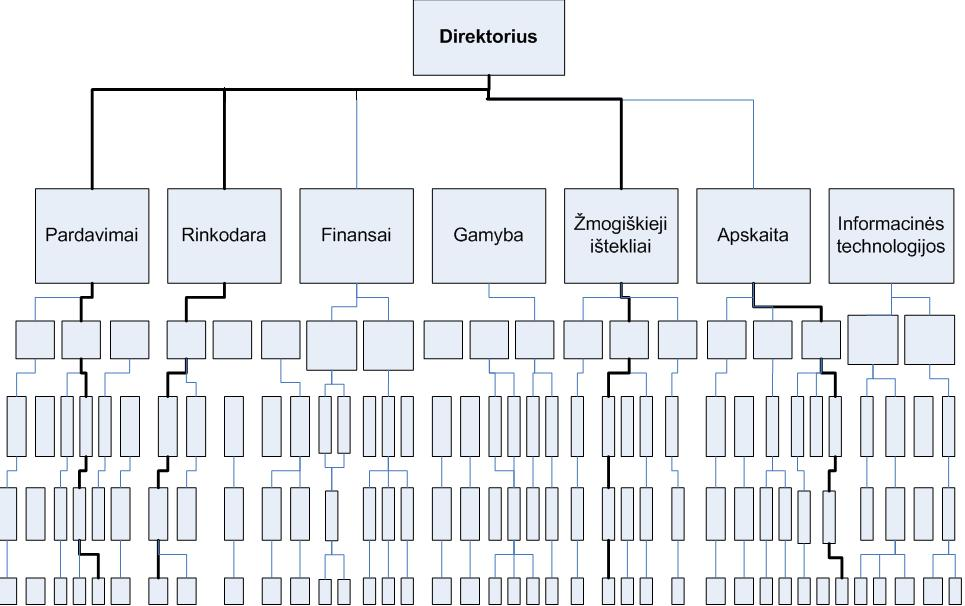 Direktorius
Pardavimai
Rinkodara
Finansai
Gamyba
Žmogiškieji
ištekliai
Apskaita
Informacinės
technologijos